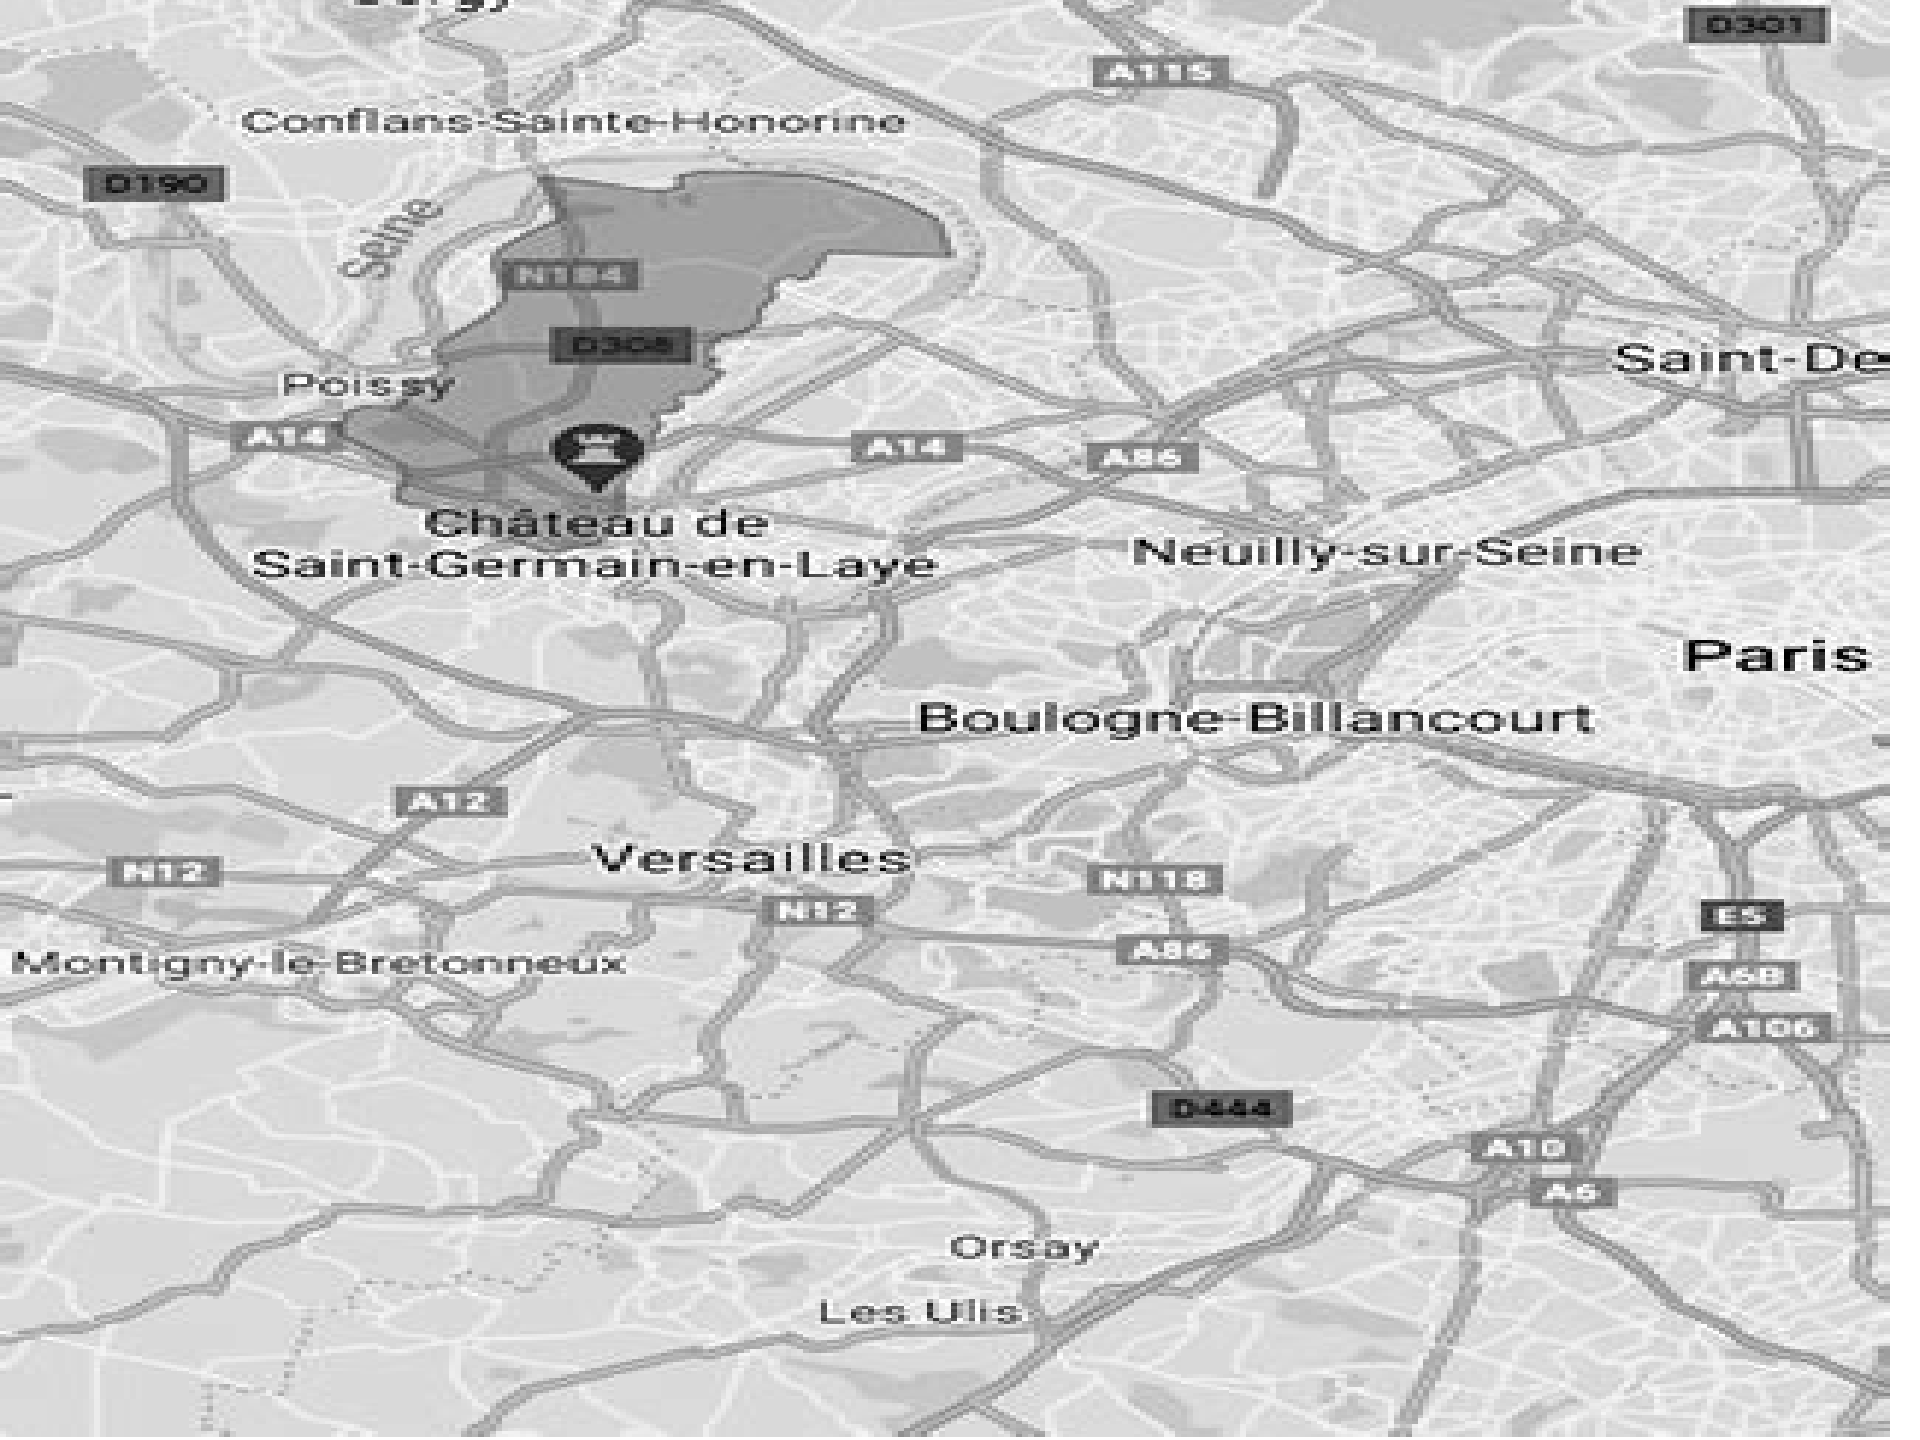 D301
A115
Conflans-Sainte-Honorine
D190
Seine
N184
D308
Saint-De
Poissy
A14
A14
A86
Château de
Saint-Germain-en-Laye
Neuilly-sur-Seine
Paris
Boulogne-Billancourt
A12
Versailles
N12
N118
N12
E5
A86
Montigny-le-Bretonneux
A6B
A106
D444
A10
A6
Orsay
Les Ulis